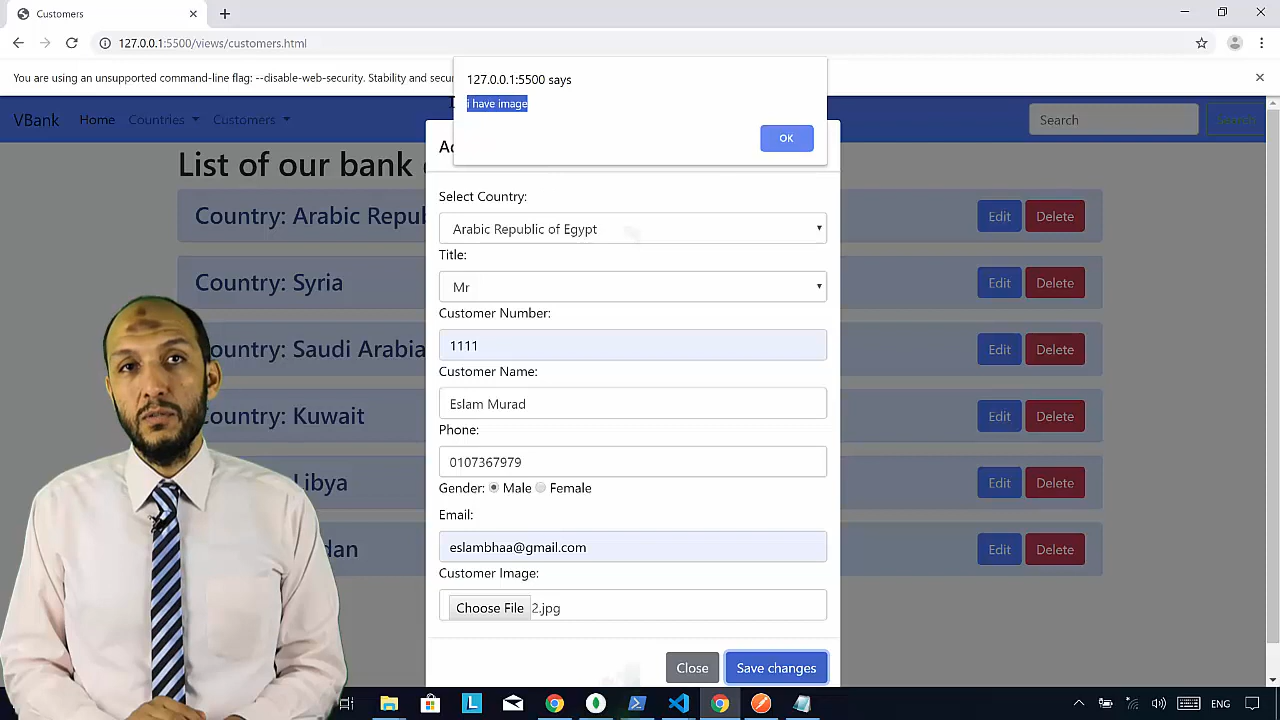 Customers
127.0.0.1:5500/views/customers.html
You are using an unsupported command-line flag: --disable-web-security. Stability and secu
127.0.0.1:5500 says
i have image
OK
VBank Home Countries Customers Search Search
List of our bank
Country: Arabic Repub Edit Delete
Country: Syria Edit Delete
ountry: Saudi Arabia Edit Delete
ountry: Kuwait Edit Delete
Libya Edit Delete
dan Edit Delete
Select Country:
Arabic Republic of Egypt
Title:
Mr
Customer Number:
1111
Customer Name:
Eslam Murad
Phone:
0107367979
Gender: Male Female
Email:
eslambhaa@gmail.com
Customer Image:
Choose File 2.jpg
Close Save changes
ENG